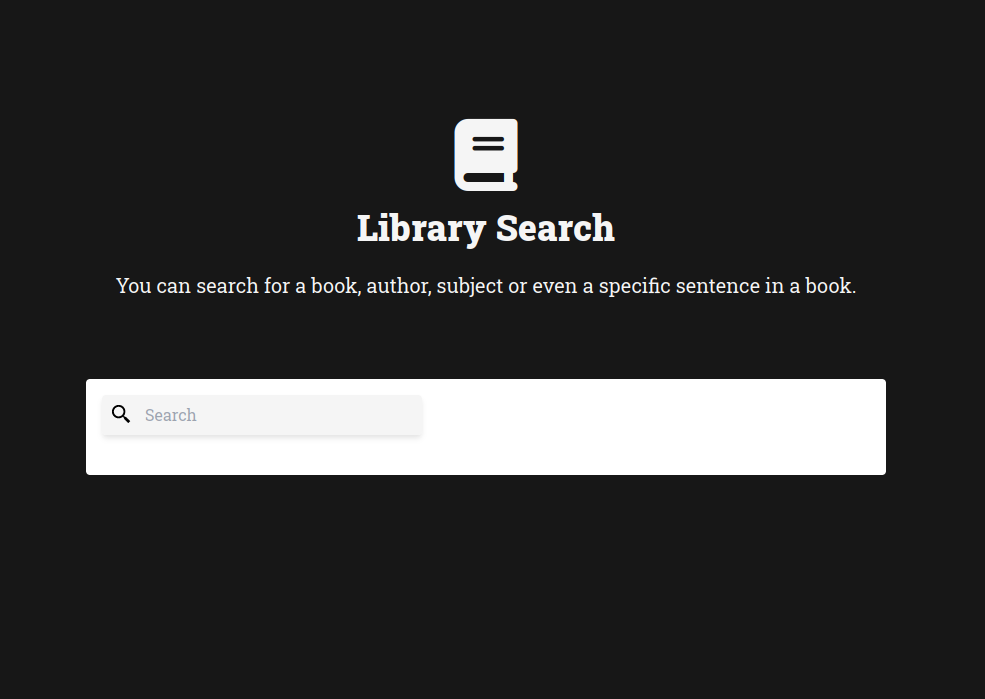 Library Search
You can search for a book, author, subject or even a specific sentence in a book.
Search